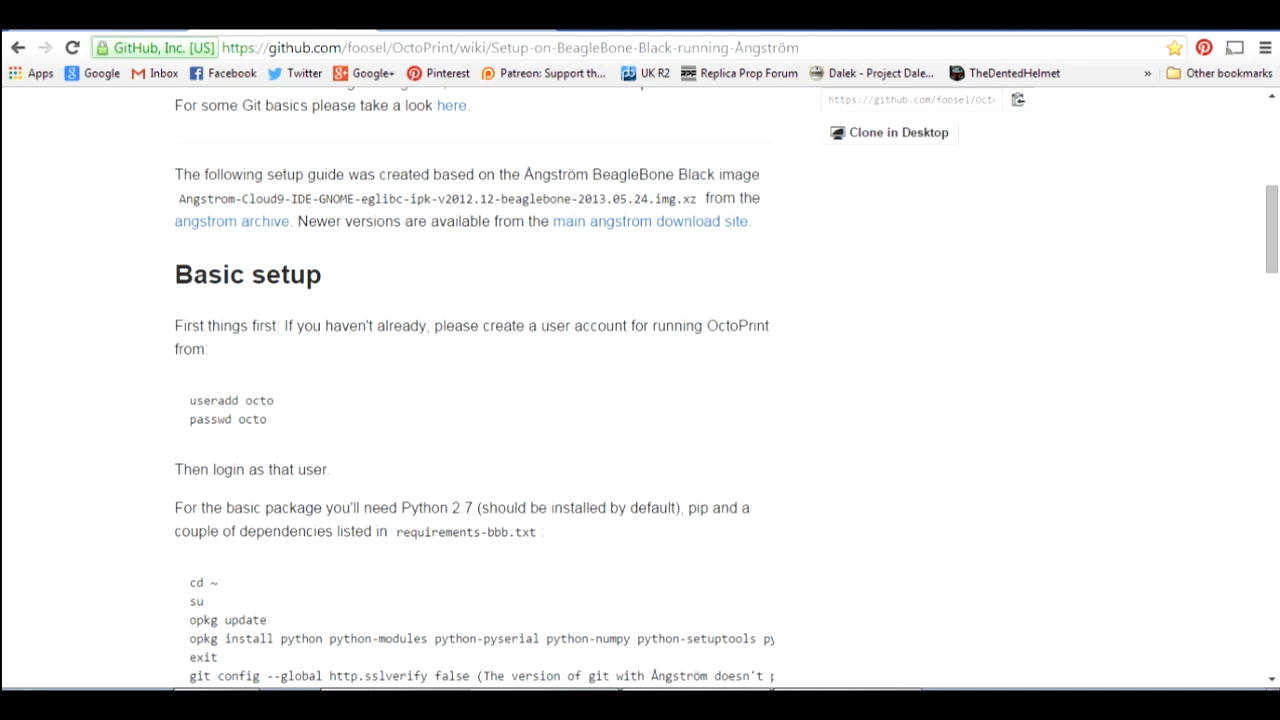 GitHub, Inc. [US] https://github.com/foosel/OctoPrint/wiki/Setup-on-BeagleBone-Black-running-Ångström
Apps Google Inbox Facebook Twitter Google+ Pinterest Patreon: Support th... UK R2 Replica Prop Forum Dalek - Project Dale... TheDentedHelmet » Other bookmarks
For some Git basics please take a look here.
https://github.com/foosel/Oct
Clone in Desktop
The following setup guide was created based on the Ångström BeagleBone Black image
Angstrom-Cloud9-IDE-GNOME-eglibc-ipk-v2012.12-beaglebone-2013.05.24.img.xz from the
angstrom archive. Newer versions are available from the main angstrom download site.
Basic setup
First things first: If you haven't already, please create a user account for running OctoPrint
from:
useradd octo
passwd octo
Then login as that user.
For the basic package you'll need Python 2.7 (should be installed by default), pip and a
couple of dependencies listed in requirements-bbb.txt :
cd ~
su
opkg update
opkg install python python-modules python-pyserial python-numpy python-setuptools py
exit
git config --global http.sslverify false (The version of git with Ångström doesn't